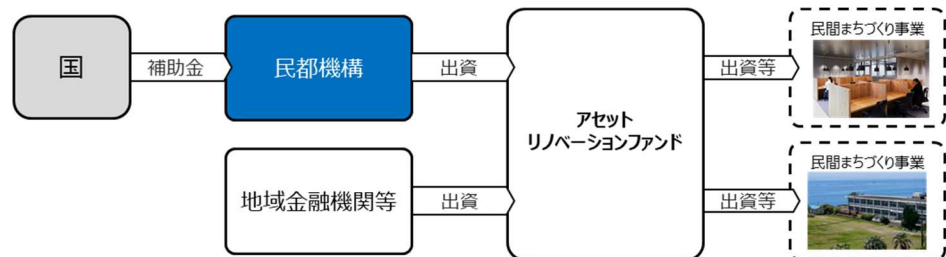 国
補助金
民都機構
出資
地域金融機関等
出資
アセット
リノベーションファンド
出資等
民間まちづくり事業
出資等
民間まちづくり事業